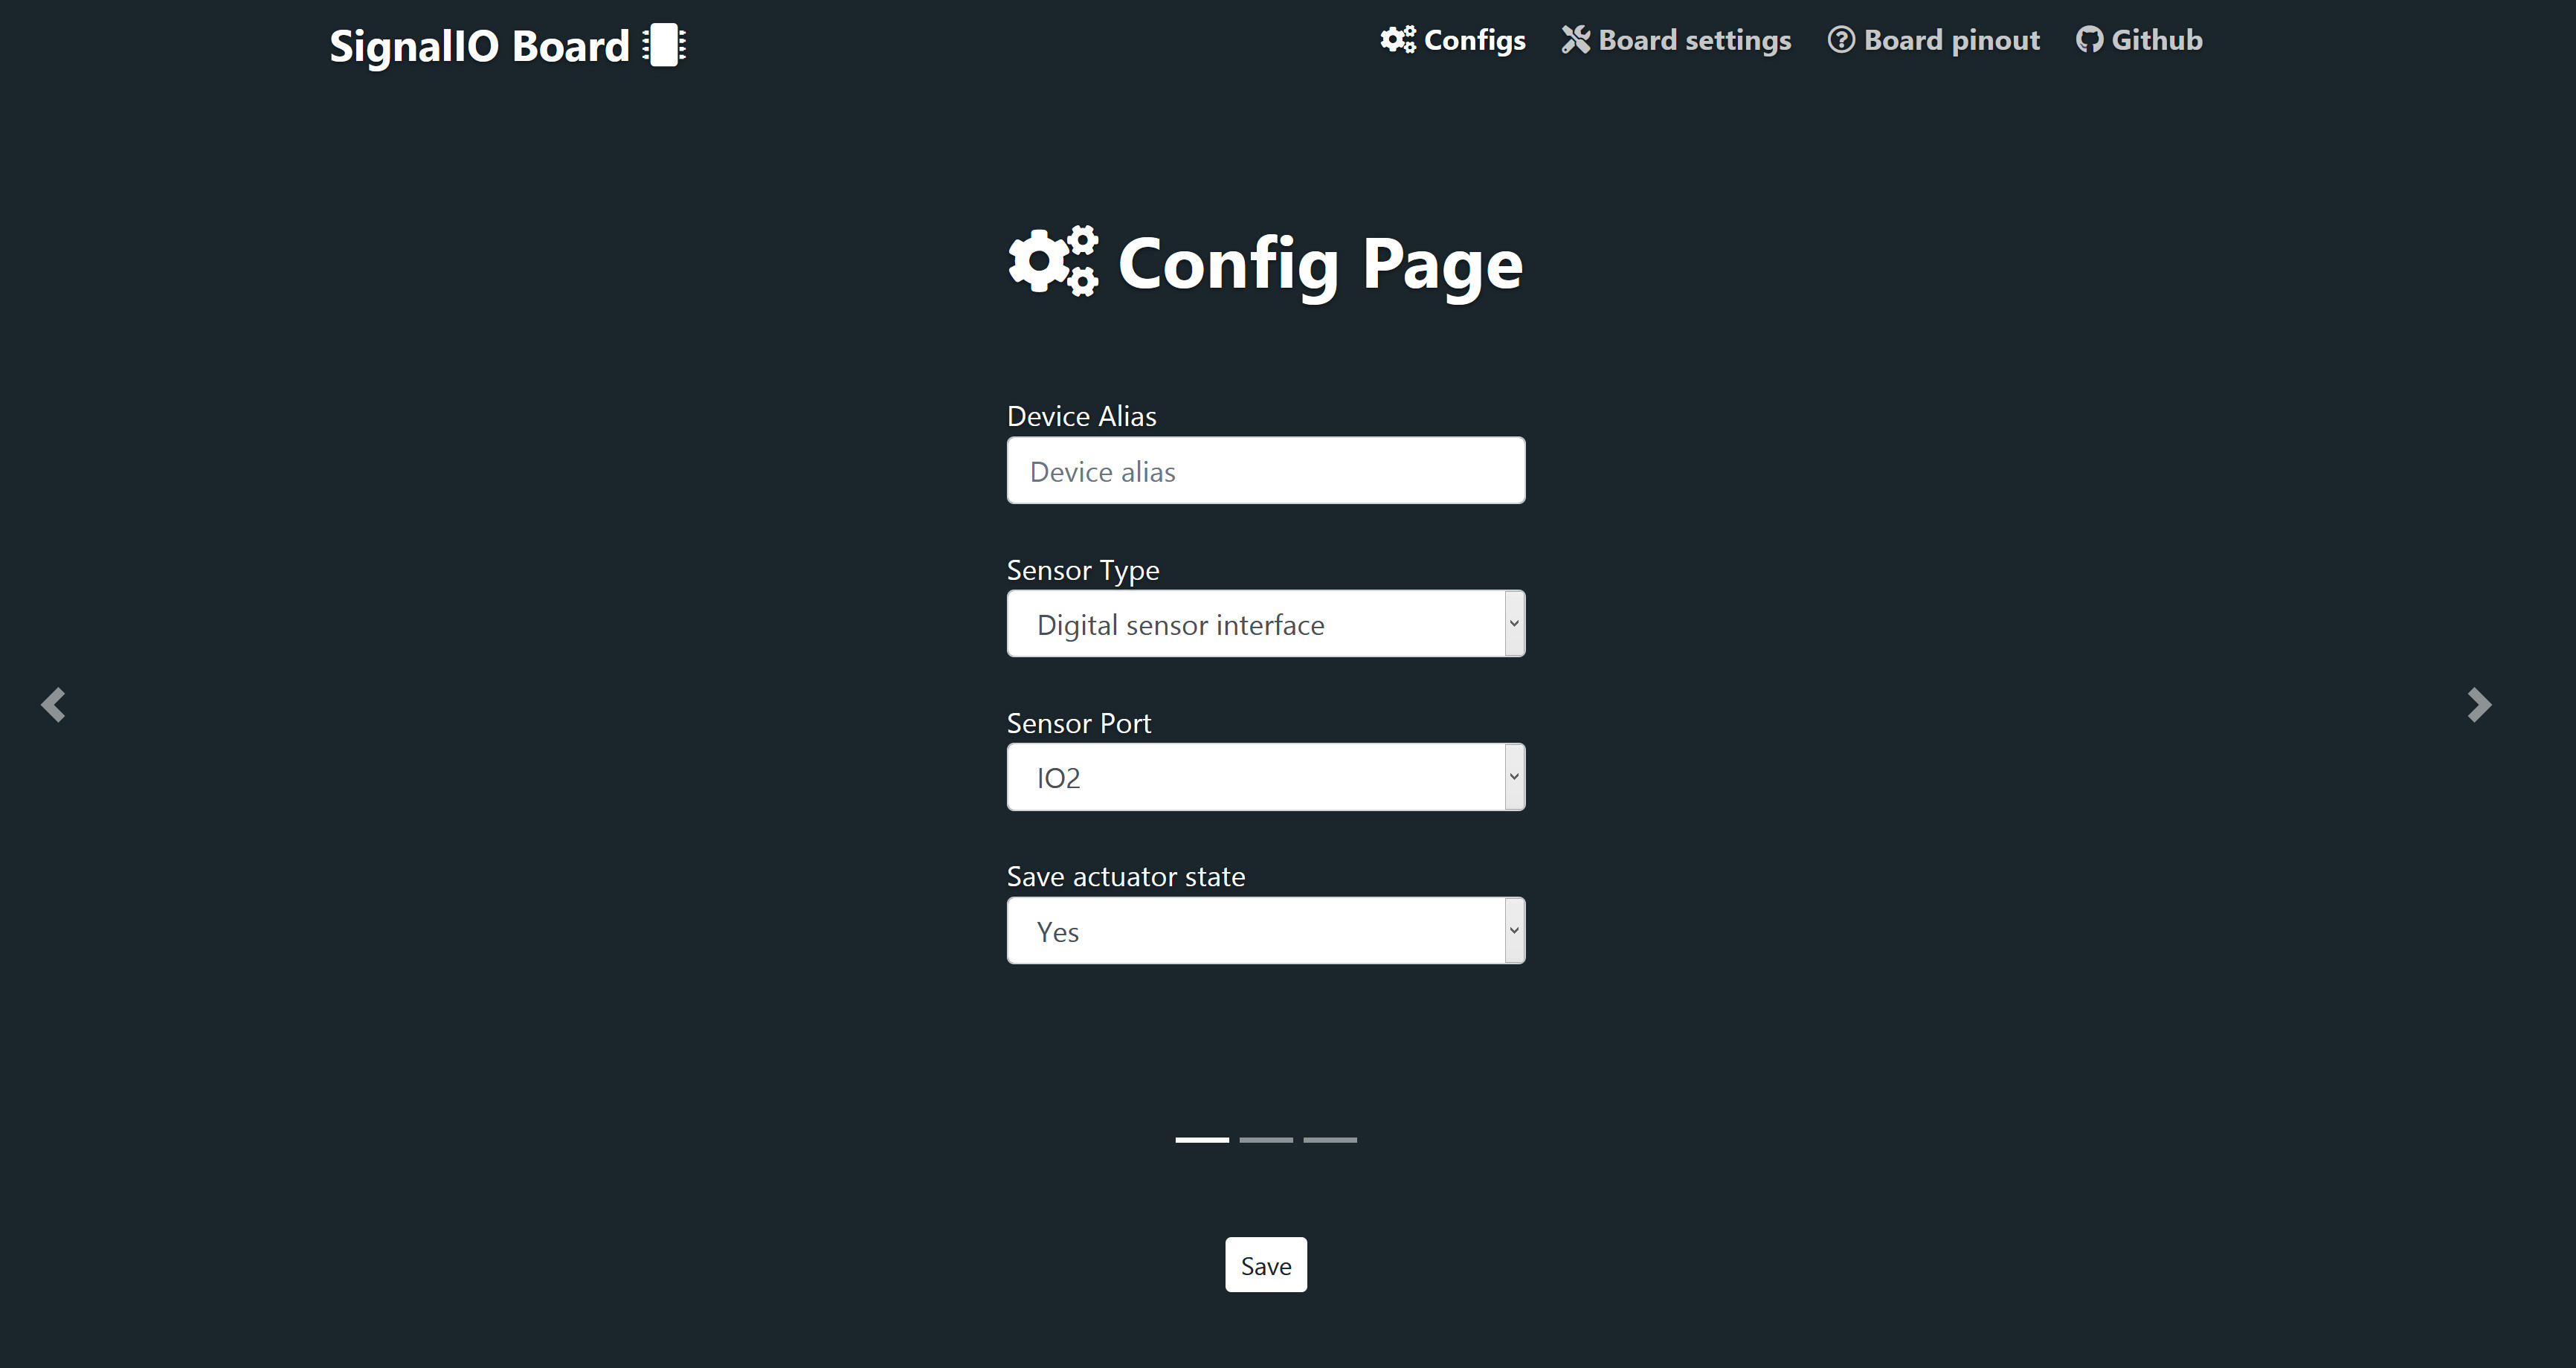 SignalIO Board
Configs Board settings Board pinout Github
Config Page
Device Alias
Device alias
Sensor Type
Digital sensor interface
Sensor Port
IO2
Save actuator state
Yes
Save